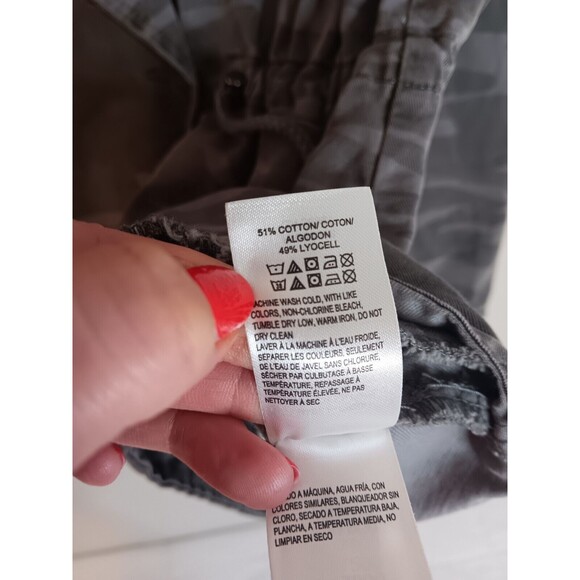 51% COTTON/ COTON/
ALGODON
49% LYOCELL
ACHINE WASH COLD, WITH LIKE
COLORS, NON-CHLORINE BLEACH,
TUMBLE DRY LOW, WARM IRON, DO NOT
DRY CLEAN
LAVER À LA MACHINE À L'EAU FROIDE,
SÉPARER LES COULEURS, SEULEMENT
DE L'EAU DE JAVEL SANS CHLORURE,
SÉCHER PAR CULBUTAGE À BASSE
TEMPÉRATURE, REPASSAGE À
TEMPÉRATURE ÉLEVÉE, NE PAS
NETTOYER À SEC
A MÁQUINA, AGUA FRÍA, CON
COLORES SIMILARES, BLANQUEADOR SIN
CLORO, SECADO A TEMPERATURA BAJA,
PLANCHA, A TEMPERATURA MEDIA, NO
LIMPIAR EN SECO